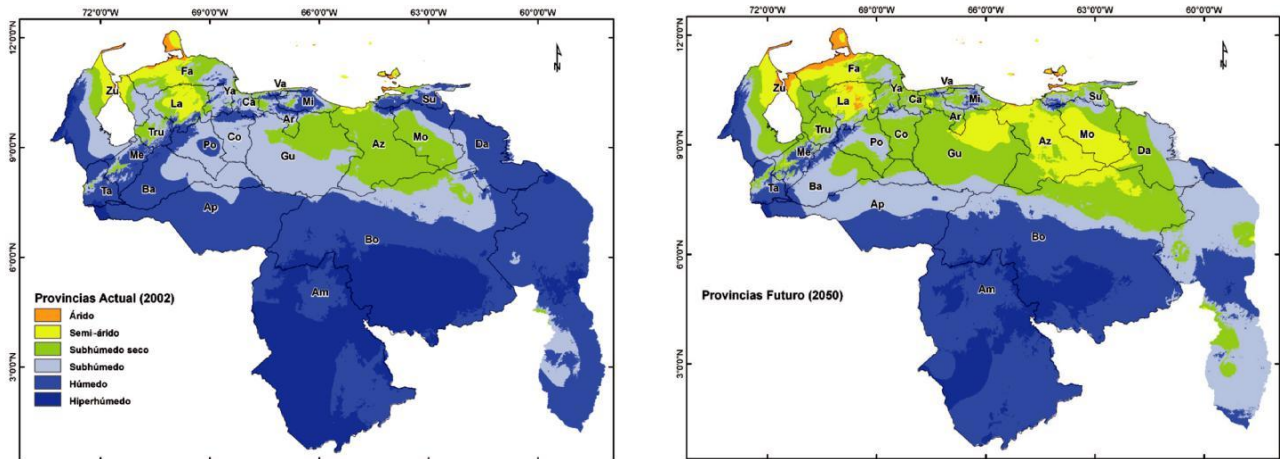 72°0'0"W 69°0'0"W 66°0'0"W 63°0'0"W 60°0'0"W
12°0'0"N
9°0'0"N
6°0'0"N
3°0'0"N
N
Fa
Zu
La
Ya
Ca
Va
Mi
Su
Ar
Tru
Co
Po
Me
Gu
Az
Mo
Da
Ta
Ba
Ap
Bo
Am
Provincias Actual (2002)
Árido
Semi-árido
Subhúmedo seco
Subhúmedo
Húmedo
Hiperhúmedo
72°0'0"W 69°0'0"W 66°0'0"W 63°0'0"W 60°0'0"W
12°0'0"N
9°0'0"N
6°0'0"N
3°0'0"N
N
Fa
Zu
La
Ya
Ca
Va
Mi
Su
Ar
Tru
Co
Po
Me
Gu
Az
Mo
Da
Ta
Ba
Ap
Bo
Am
Provincias Futuro (2050)